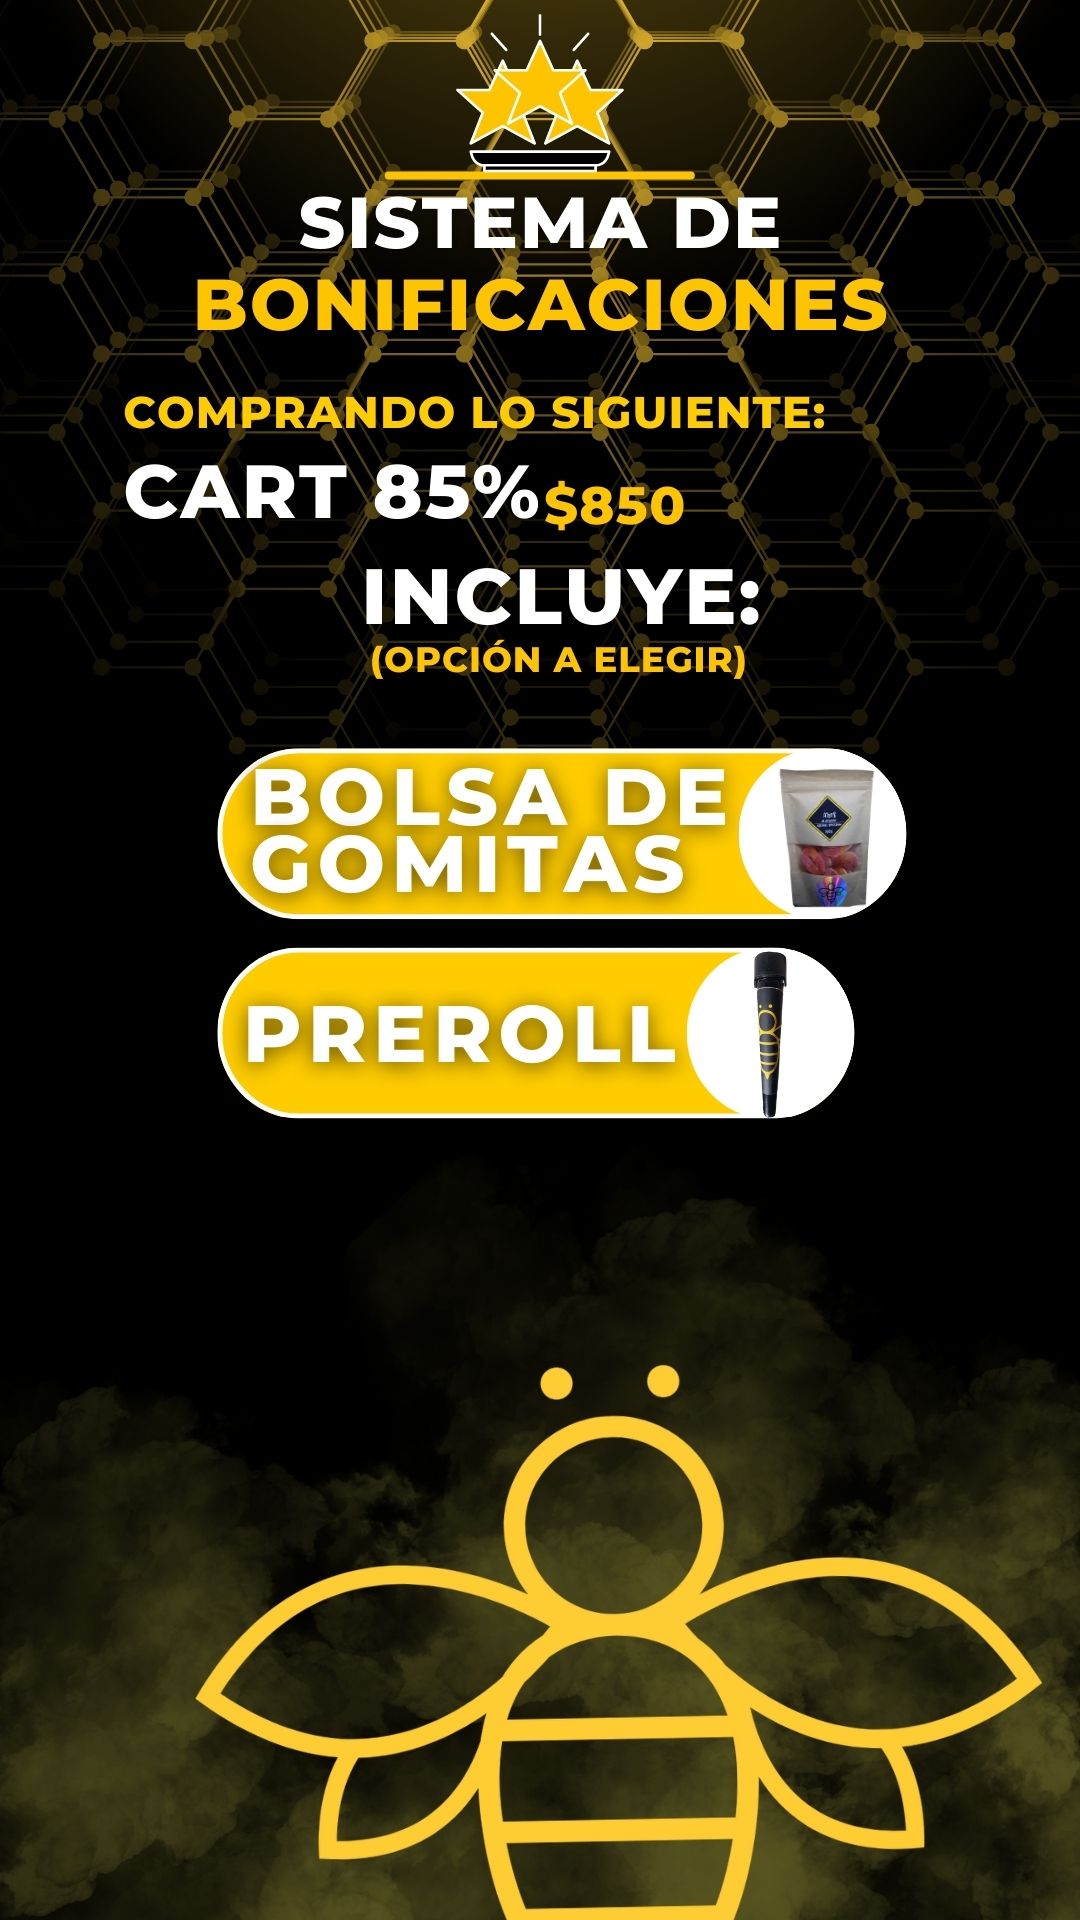 SISTEMA DE
BONIFICACIONES
COMPRANDO LO SIGUIENTE:
CART 85% $850
INCLUYE:
(OPCIÓN A ELEGIR)
BOLSA DE
GOMITAS
PREROLL